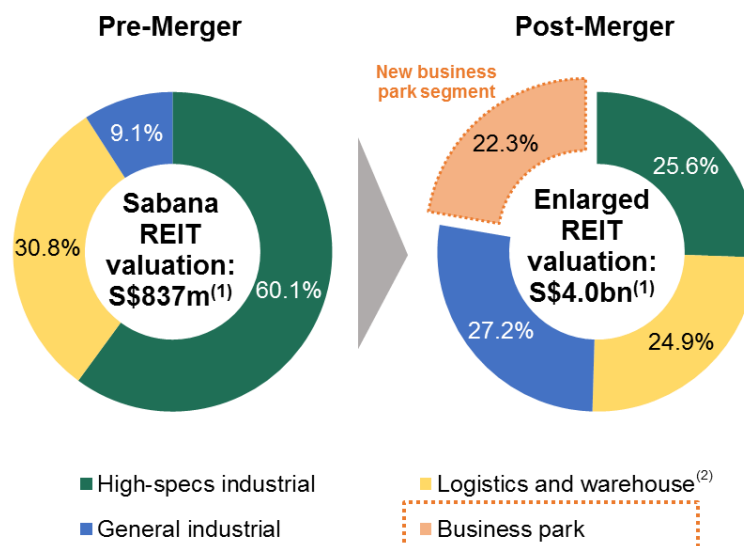 Pre-Merger
Post-Merger
New business
park segment
9.1%
30.8%
60.1%
Sabana
REIT
valuation:
S$837m(1)
22.3%
25.6%
27.2%
24.9%
Enlarged
REIT
valuation:
S$4.0bn(1)
High-specs industrial
Logistics and warehouse(2)
General industrial
Business park